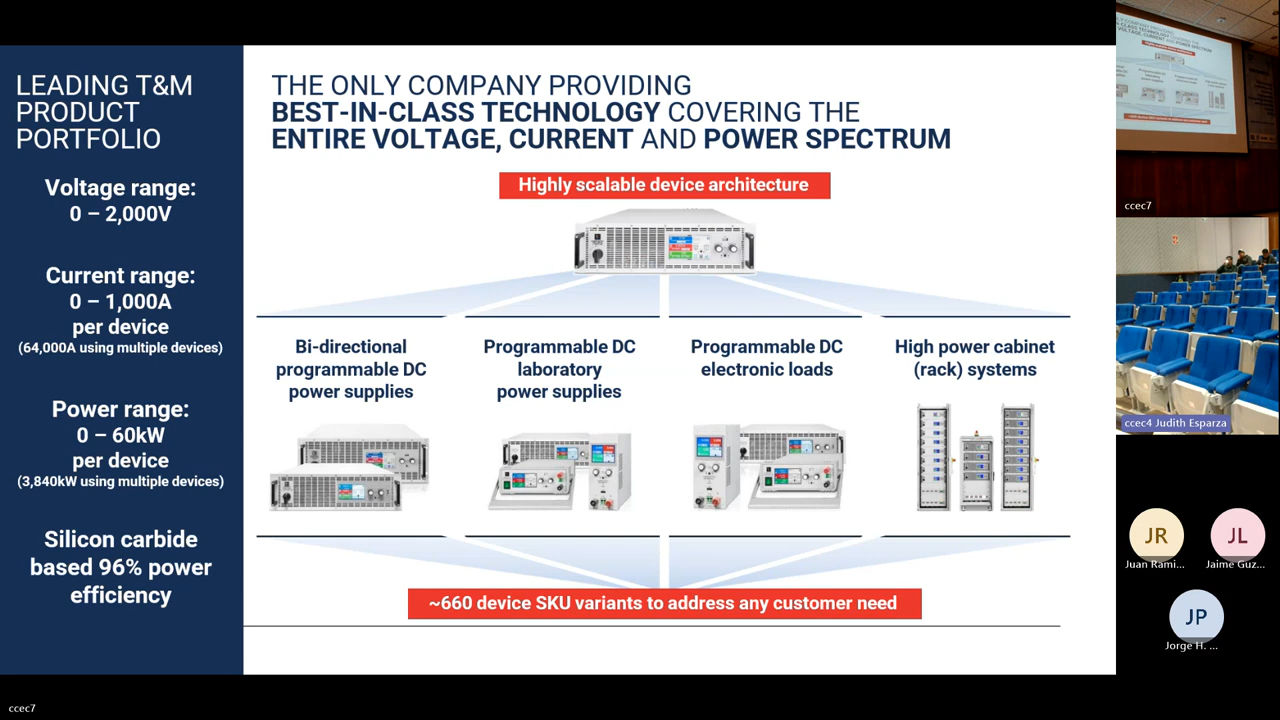 LEADING T&M
PRODUCT
PORTFOLIO
Voltage range:
0 – 2,000V
Current range:
0 – 1,000A
per device
(64,000A using multiple devices)
Power range:
0 – 60kW
per device
(3,840kW using multiple devices)
Silicon carbide
based 96% power
efficiency
THE ONLY COMPANY PROVIDING
BEST-IN-CLASS TECHNOLOGY COVERING THE
ENTIRE VOLTAGE, CURRENT AND POWER SPECTRUM
Highly scalable device architecture
Bi-directional
programmable DC
power supplies
Programmable DC
laboratory
power supplies
Programmable DC
electronic loads
High power cabinet
(rack) systems
~660 device SKU variants to address any customer need
ccec7
ccec7
ccec4 Judith Esparza
JR
Juan Rami...
JL
Jaime Guz...
JP
Jorge H. ...